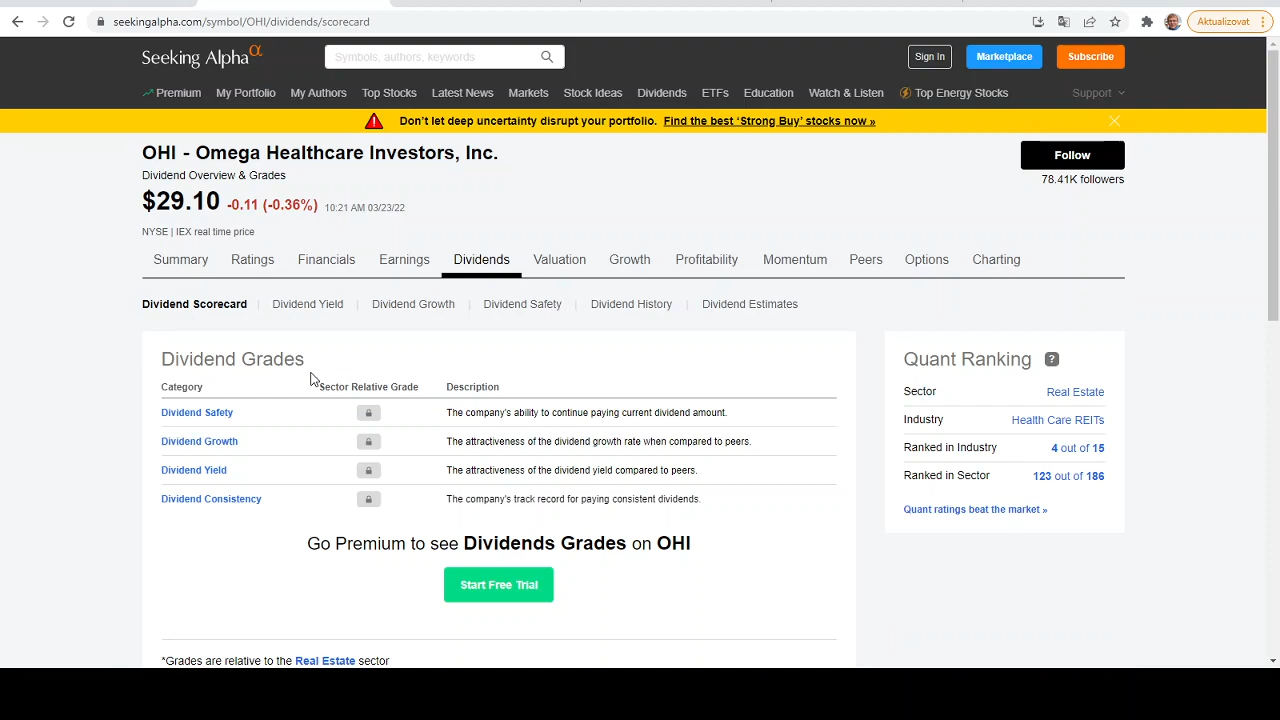 seekingalpha.com/symbol/OHI/dividends/scorecard
Aktualizovat
Seeking Alpha α
Symbols, authors, keywords
Sign In
Marketplace
Subscribe
Premium My Portfolio My Authors Top Stocks Latest News Markets Stock Ideas Dividends ETFs Education Watch & Listen Top Energy Stocks Support
Don't let deep uncertainty disrupt your portfolio. Find the best 'Strong Buy' stocks now »
OHI - Omega Healthcare Investors, Inc.
Follow
Dividend Overview & Grades
78.41K followers
$29.10 -0.11 (-0.36%) 10:21 AM 03/23/22
NYSE | IEX real time price
Summary Ratings Financials Earnings Dividends Valuation Growth Profitability Momentum Peers Options Charting
Dividend Scorecard | Dividend Yield | Dividend Growth | Dividend Safety | Dividend History | Dividend Estimates
Dividend Grades
Category Sector Relative Grade Description
Dividend Safety The company's ability to continue paying current dividend amount.
Dividend Growth The attractiveness of the dividend growth rate when compared to peers.
Dividend Yield The attractiveness of the dividend yield compared to peers.
Dividend Consistency The company's track record for paying consistent dividends.
Go Premium to see Dividends Grades on OHI
Start Free Trial
*Grades are relative to the Real Estate sector
Quant Ranking ?
Sector Real Estate
Industry Health Care REITs
Ranked in Industry 4 out of 15
Ranked in Sector 123 out of 186
Quant ratings beat the market »